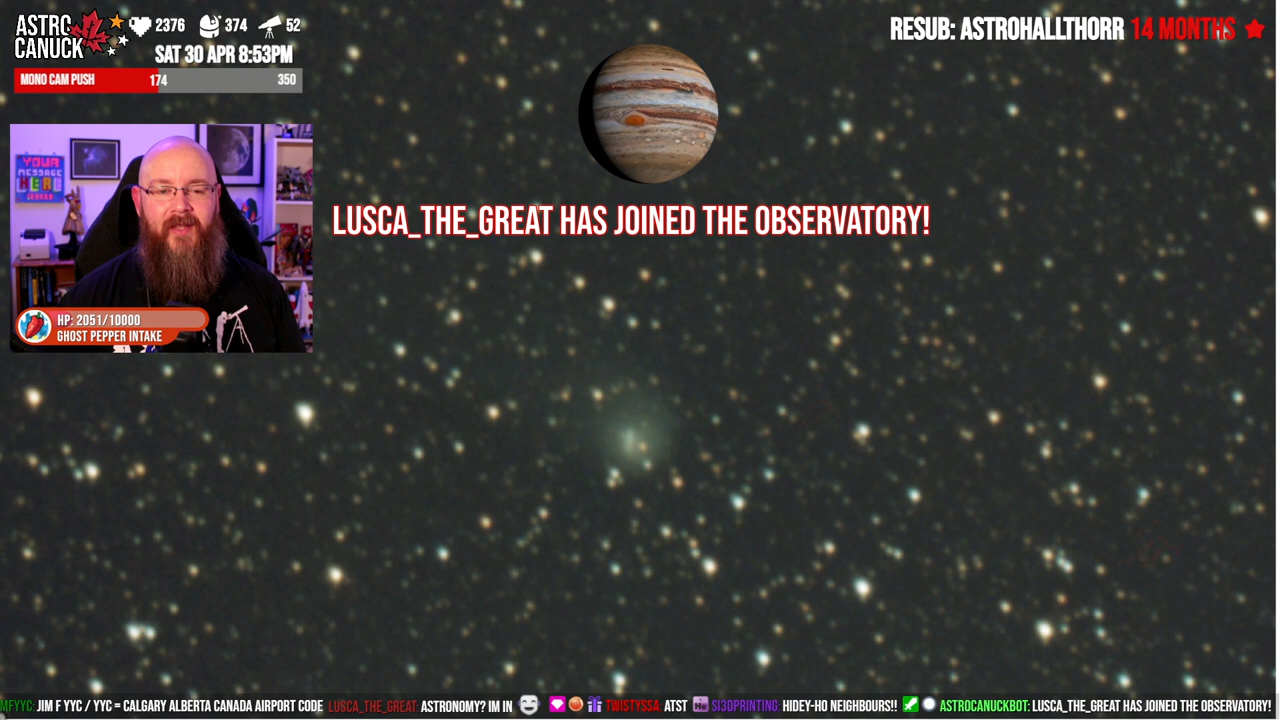 ASTRO
CANUCK
2376
374
52
SAT 30 APR 8:53PM
MONO CAM PUSH 174 350
RESUB: ASTROHALLTHORR 14 MONTHS
YOUR
MESSAGE
HERE
LUSCA_THE_GREAT HAS JOINED THE OBSERVATORY!
HP: 2051/10000
GHOST PEPPER INTAKE
MFYYC: JIM F YYC / YYC = CALGARY ALBERTA CANADA AIRPORT CODE LUSCA_THE_GREAT: ASTRONOMY? IM IN TWISTYSSA: ATST SI3DPRINTING: HIDEY-HO NEIGHBOURS!! ASTROCANUCKBOT: LUSCA_THE_GREAT HAS JOINED THE OBSERVATORY!